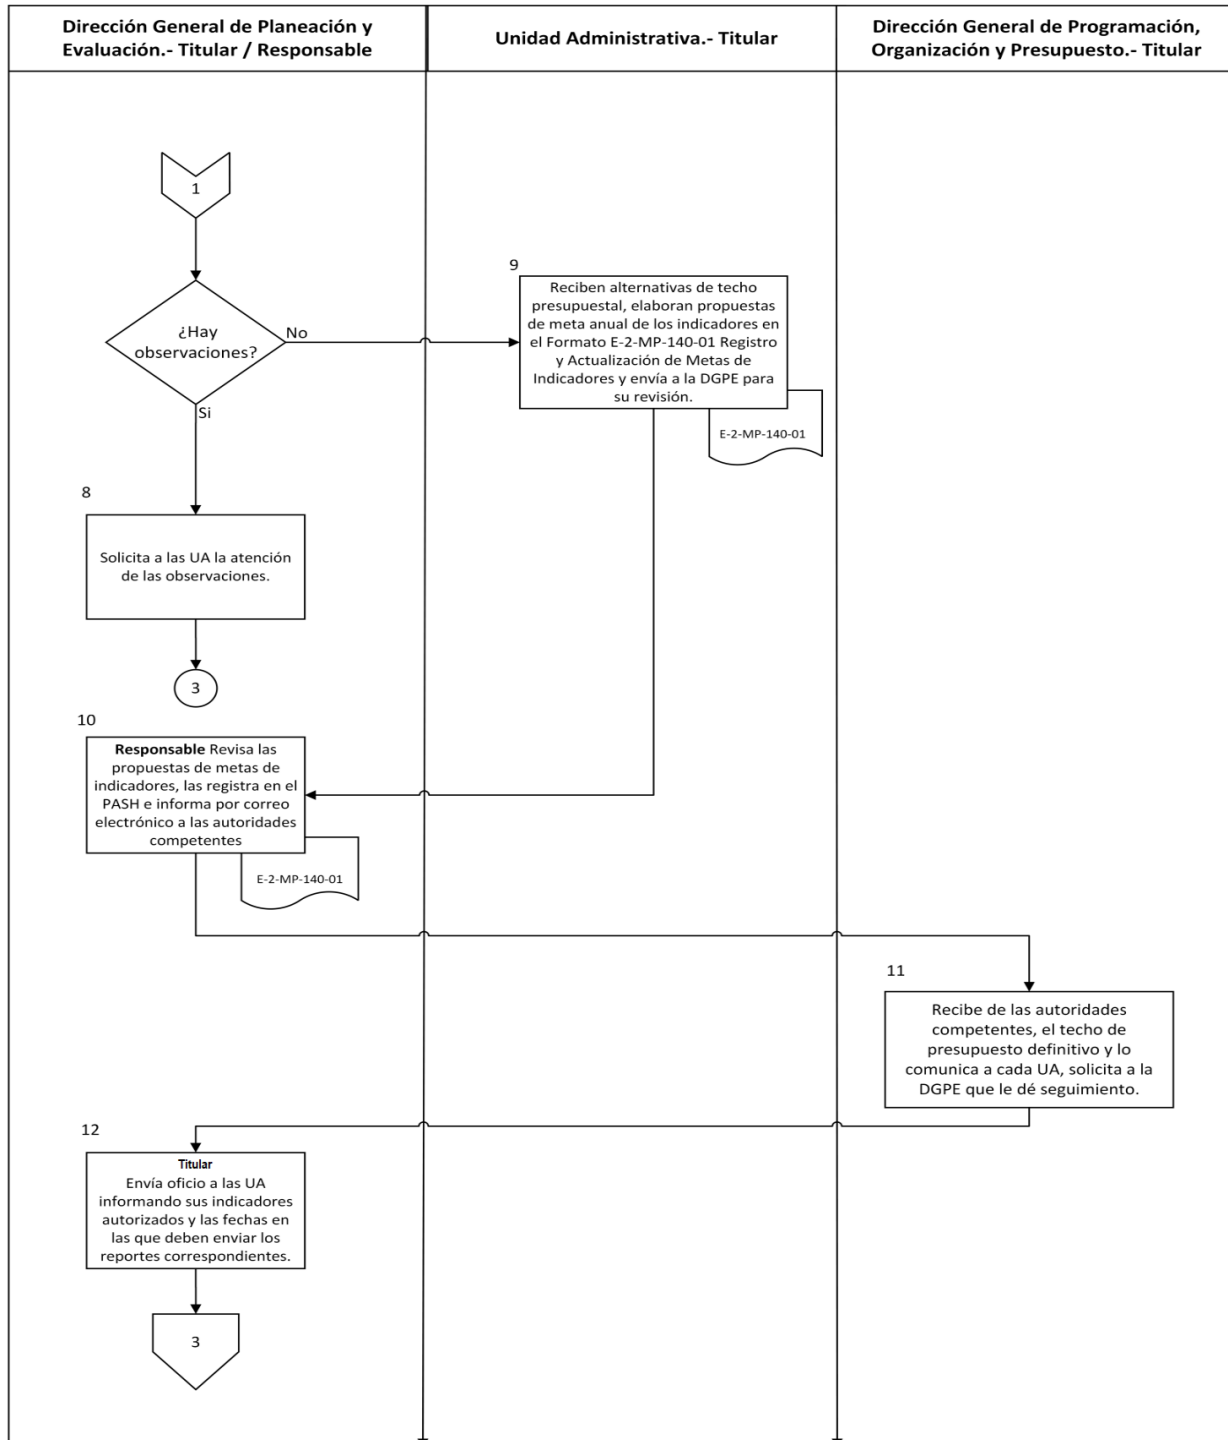 Dirección General de Planeación y
Evaluación.- Titular / Responsable
Unidad Administrativa.- Titular
Dirección General de Programación,
Organización y Presupuesto.- Titular
1
¿Hay
observaciones?
No
Si
9
Reciben alternativas de techo
presupuestal, elaboran propuestas
de meta anual de los indicadores en
el Formato E-2-MP-140-01 Registro
y Actualización de Metas de
Indicadores y envía a la DGPE para
su revisión.
E-2-MP-140-01
8
Solicita a las UA la atención
de las observaciones.
3
10
Responsable Revisa las
propuestas de metas de
indicadores, las registra en el
PASH e informa por correo
electrónico a las autoridades
competentes
E-2-MP-140-01
11
Recibe de las autoridades
competentes, el techo de
presupuesto definitivo y lo
comunica a cada UA, solicita a la
DGPE que le dé seguimiento.
12
Titular
Envía oficio a las UA
informando sus indicadores
autorizados y las fechas en
las que deben enviar los
reportes correspondientes.
3